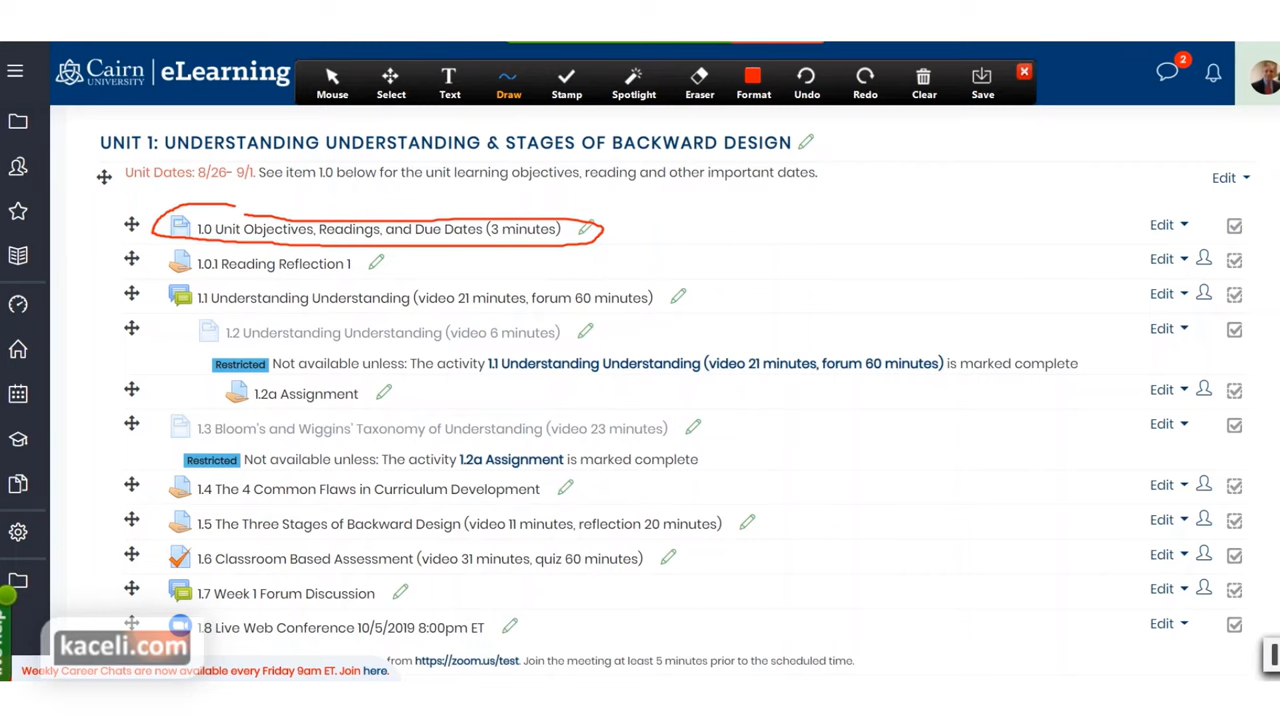 Cairn UNIVERSITY | eLearning
Mouse Select Text Draw Stamp Spotlight Eraser Format Undo Redo Clear Save
2
UNIT 1: UNDERSTANDING UNDERSTANDING & STAGES OF BACKWARD DESIGN
Unit Dates: 8/26- 9/1. See item 1.0 below for the unit learning objectives, reading and other important dates.
Edit
1.0 Unit Objectives, Readings, and Due Dates (3 minutes) Edit
1.0.1 Reading Reflection 1 Edit
1.1 Understanding Understanding (video 21 minutes, forum 60 minutes) Edit
1.2 Understanding Understanding (video 6 minutes) Edit
Restricted Not available unless: The activity 1.1 Understanding Understanding (video 21 minutes, forum 60 minutes) is marked complete
1.2a Assignment Edit
1.3 Bloom's and Wiggins' Taxonomy of Understanding (video 23 minutes) Edit
Restricted Not available unless: The activity 1.2a Assignment is marked complete
1.4 The 4 Common Flaws in Curriculum Development Edit
1.5 The Three Stages of Backward Design (video 11 minutes, reflection 20 minutes) Edit
1.6 Classroom Based Assessment (video 31 minutes, quiz 60 minutes) Edit
1.7 Week 1 Forum Discussion Edit
1.8 Live Web Conference 10/5/2019 8:00pm ET Edit
kaceli.com
from https://zoom.us/test. Join the meeting at least 5 minutes prior to the scheduled time.
Weekly Career Chats are now available every Friday 9am ET. Join here.